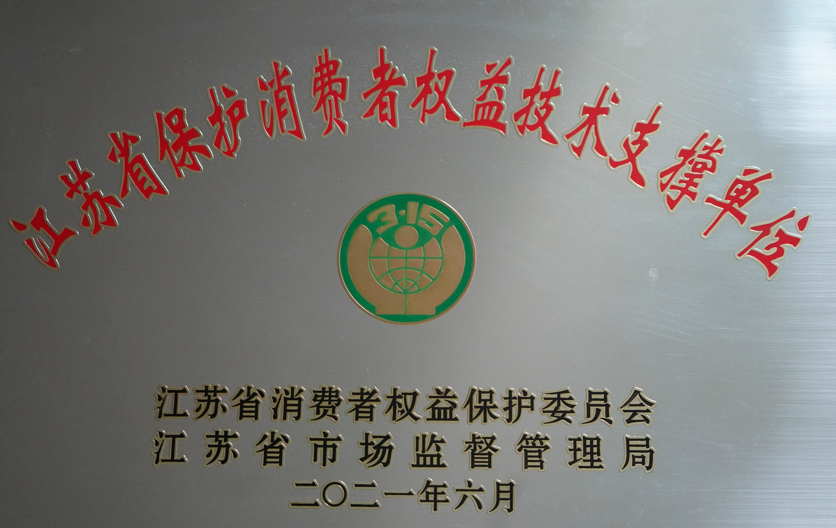 江苏省保护消费者权益技术支撑单位
3·15
江苏省消费者权益保护委员会
江苏省市场监督管理局
二〇二一年六月